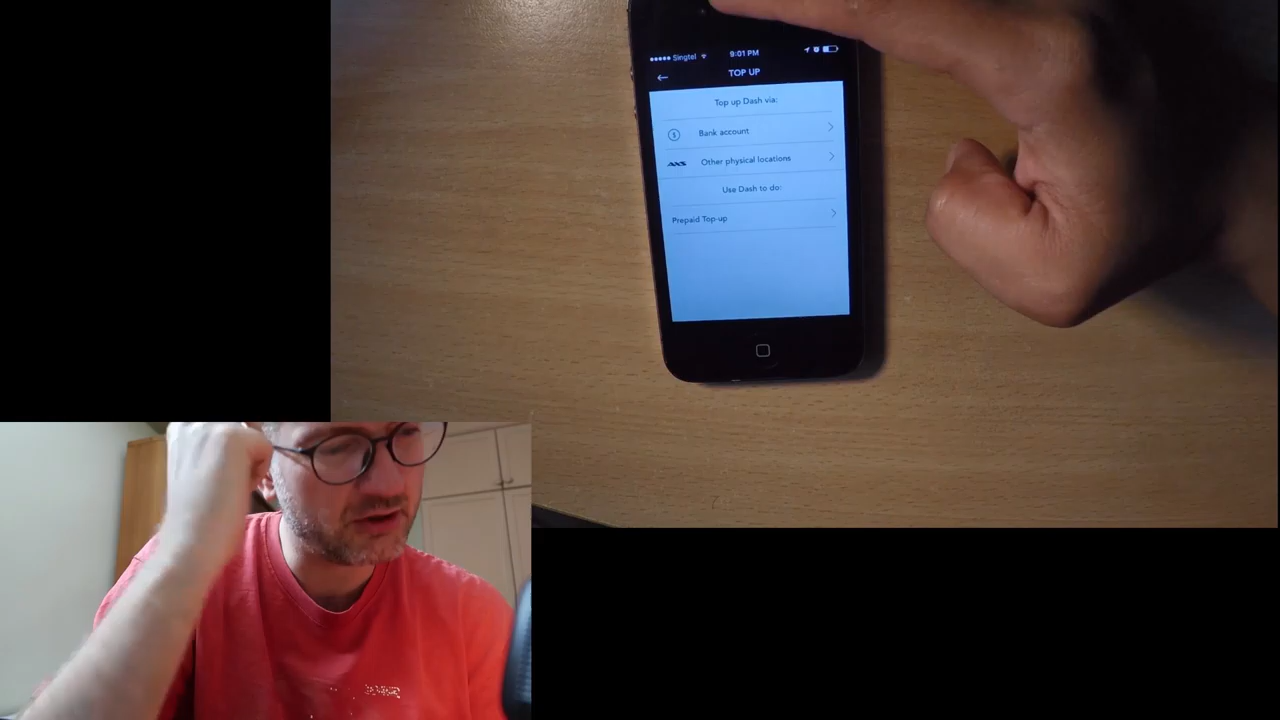 Singtel 9:01 PM
TOP UP
Top up Dash via:
Bank account
AXS Other physical locations
Use Dash to do:
Prepaid Top-up